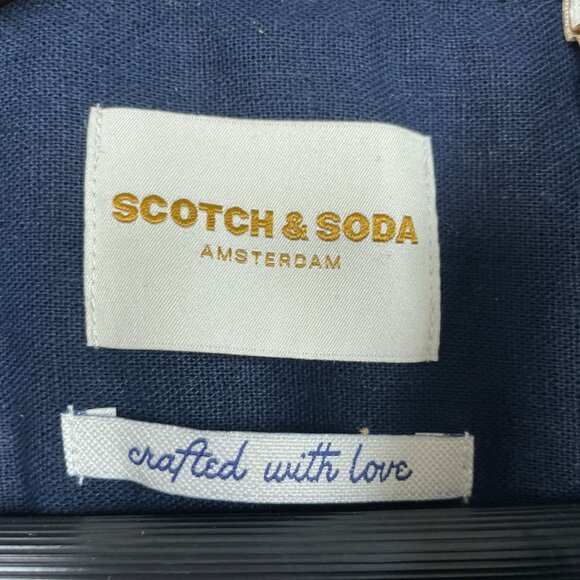 SCOTCH & SODA
AMSTERDAM
crafted with love